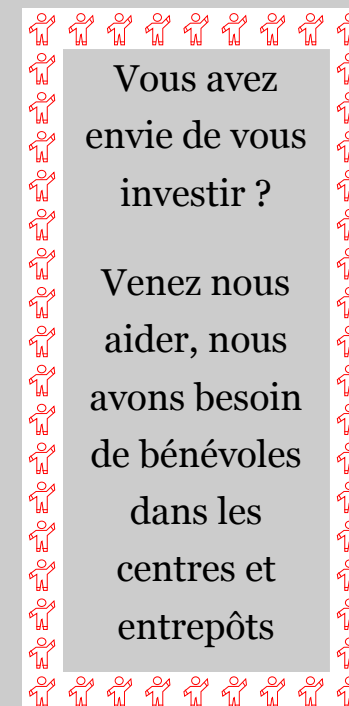 Vous avez
envie de vous
investir ?
Venez nous
aider, nous
avons besoin
de bénévoles
dans les
centres et
entrepôts